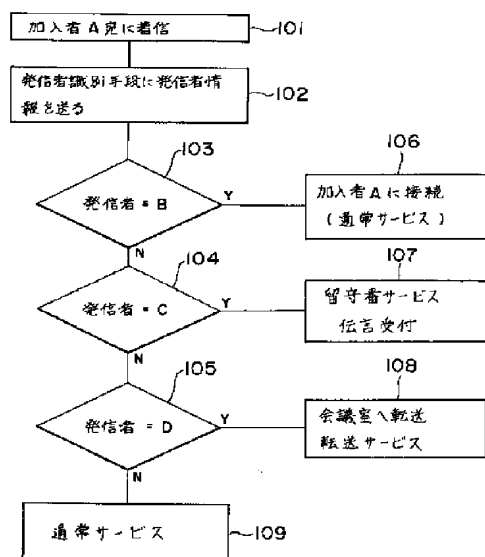 加入者A宛に着信
101
発信者識別手段に発信者情
報を送る
102
103
発信者=B
Y
N
106
加入者Aに接続
(通常サービス)
104
発信者=C
Y
N
107
留守番サービス
伝言受付
105
発信者=D
Y
N
108
会議室へ転送
転送サービス
通常サービス
109